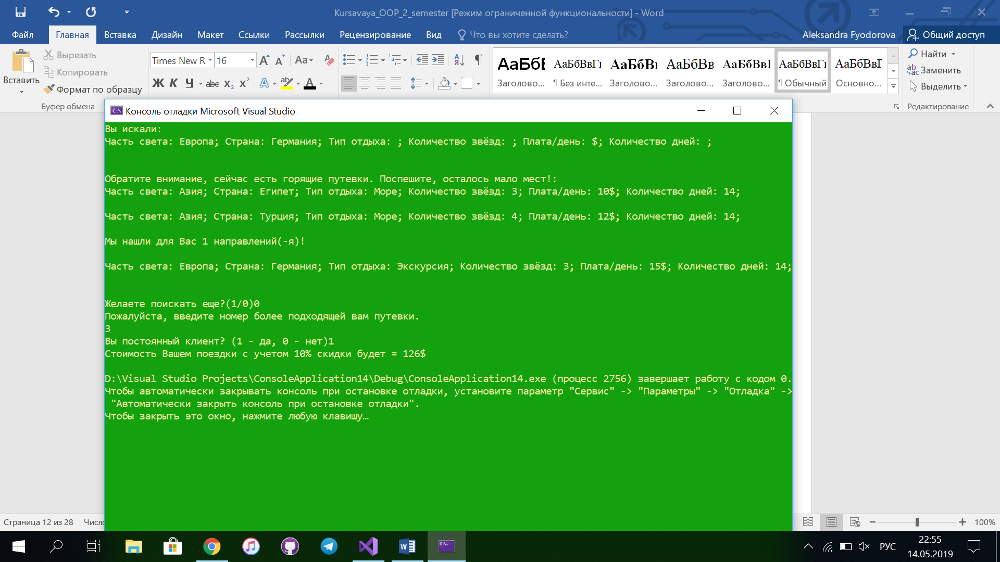 Kursavaya_OOP_2_semester [Режим ограниченной функциональности] - Word
Файл Главная Вставка Дизайн Макет Ссылки Рассылки Рецензирование Вид Что вы хотите сделать? Aleksandra Fyodorova Общий доступ
Вставить
Вырезать
Копировать
Формат по образцу
Буфер обмена
Times New R 16
АаБбЕ АаБбВвГг АаБбВı АаБбВв АаБбВвІ АаБбВвГг АаБбВвГ
Заголово... ¶ Без инте... Заголово... Заголово... Заголово... ¶ Обычный Основно...
Найти
Заменить
Выделить
Редактирование
Консоль отладки Microsoft Visual Studio
Вы искали:
Часть света: Европа; Страна: Германия; Тип отдыха: ; Количество звёзд: ; Плата/день: $; Количество дней: ;
Обратите внимание, сейчас есть горящие путевки. Поспешите, осталось мало мест!:
Часть света: Азия; Страна: Египет; Тип отдыха: Море; Количество звёзд: 3; Плата/день: 10$; Количество дней: 14;
Часть света: Азия; Страна: Турция; Тип отдыха: Море; Количество звёзд: 4; Плата/день: 12$; Количество дней: 14;
Мы нашли для Вас 1 направлений(-я)!
Часть света: Европа; Страна: Германия; Тип отдыха: Экскурсия; Количество звёзд: 3; Плата/день: 15$; Количество дней: 14;
Желаете поискать еще?(1/0)0
Пожалуйста, введите номер более подходящей вам путевки.
3
Вы постоянный клиент? (1 - да, 0 - нет)1
Стоимость Вашем поездки с учетом 10% скидки будет = 126$
D:\Visual Studio Projects\ConsoleApplication14\Debug\ConsoleApplication14.exe (процесс 2756) завершает работу с кодом 0.
Чтобы автоматически закрывать консоль при остановке отладки, установите параметр "Сервис" -> "Параметры" -> "Отладка" ->
"Автоматически закрыть консоль при остановке отладки".
Чтобы закрыть это окно, нажмите любую клавишу…
Страница 12 из 28 Число
100%
РУС
22:55
14.05.2019